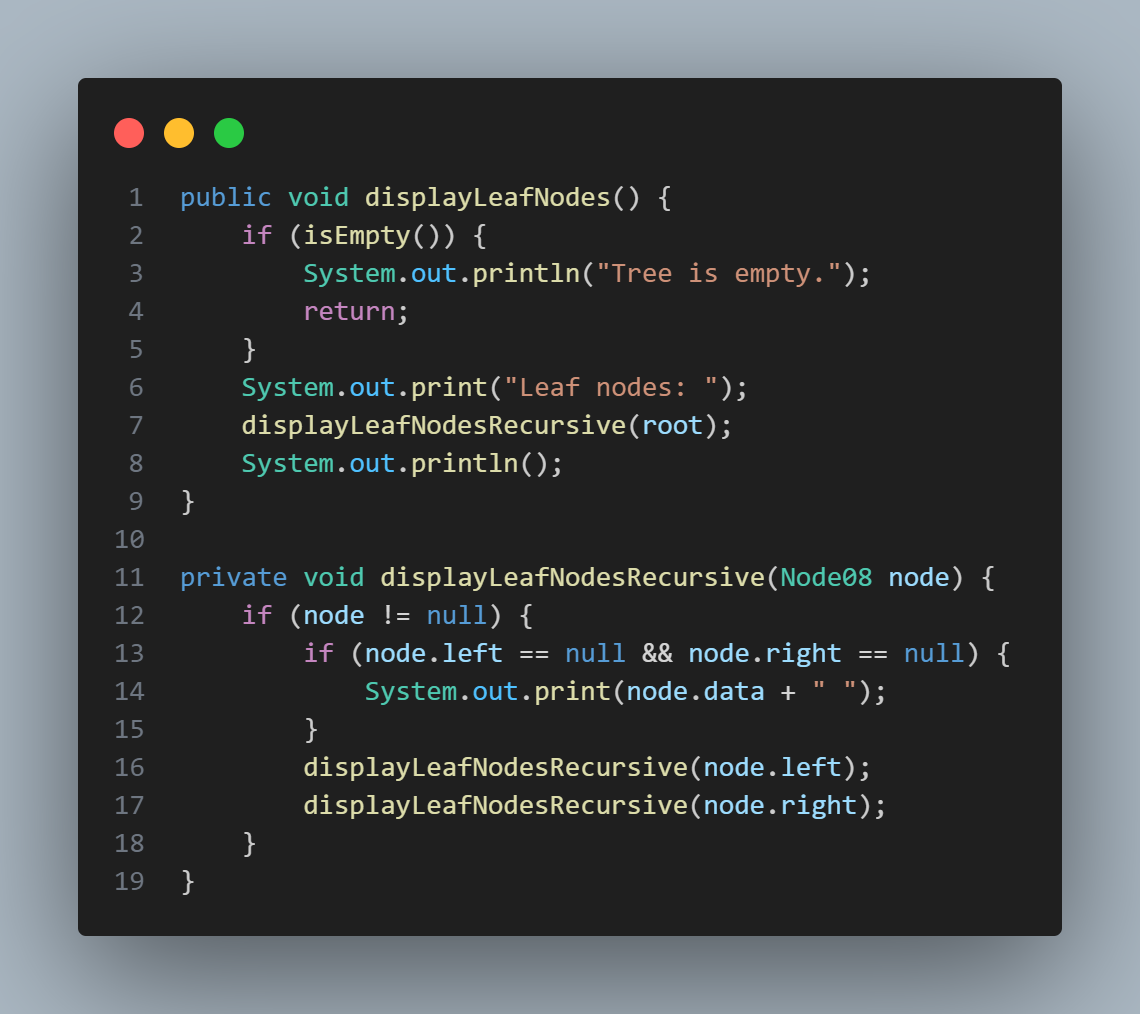 1 public void displayLeafNodes() {
2     if (isEmpty()) {
3         System.out.println("Tree is empty.");
4         return;
5     }
6     System.out.print("Leaf nodes: ");
7     displayLeafNodesRecursive(root);
8     System.out.println();
9 }
10
11 private void displayLeafNodesRecursive(Node08 node) {
12     if (node != null) {
13         if (node.left == null && node.right == null) {
14             System.out.print(node.data + " ");
15         }
16         displayLeafNodesRecursive(node.left);
17         displayLeafNodesRecursive(node.right);
18     }
19 }